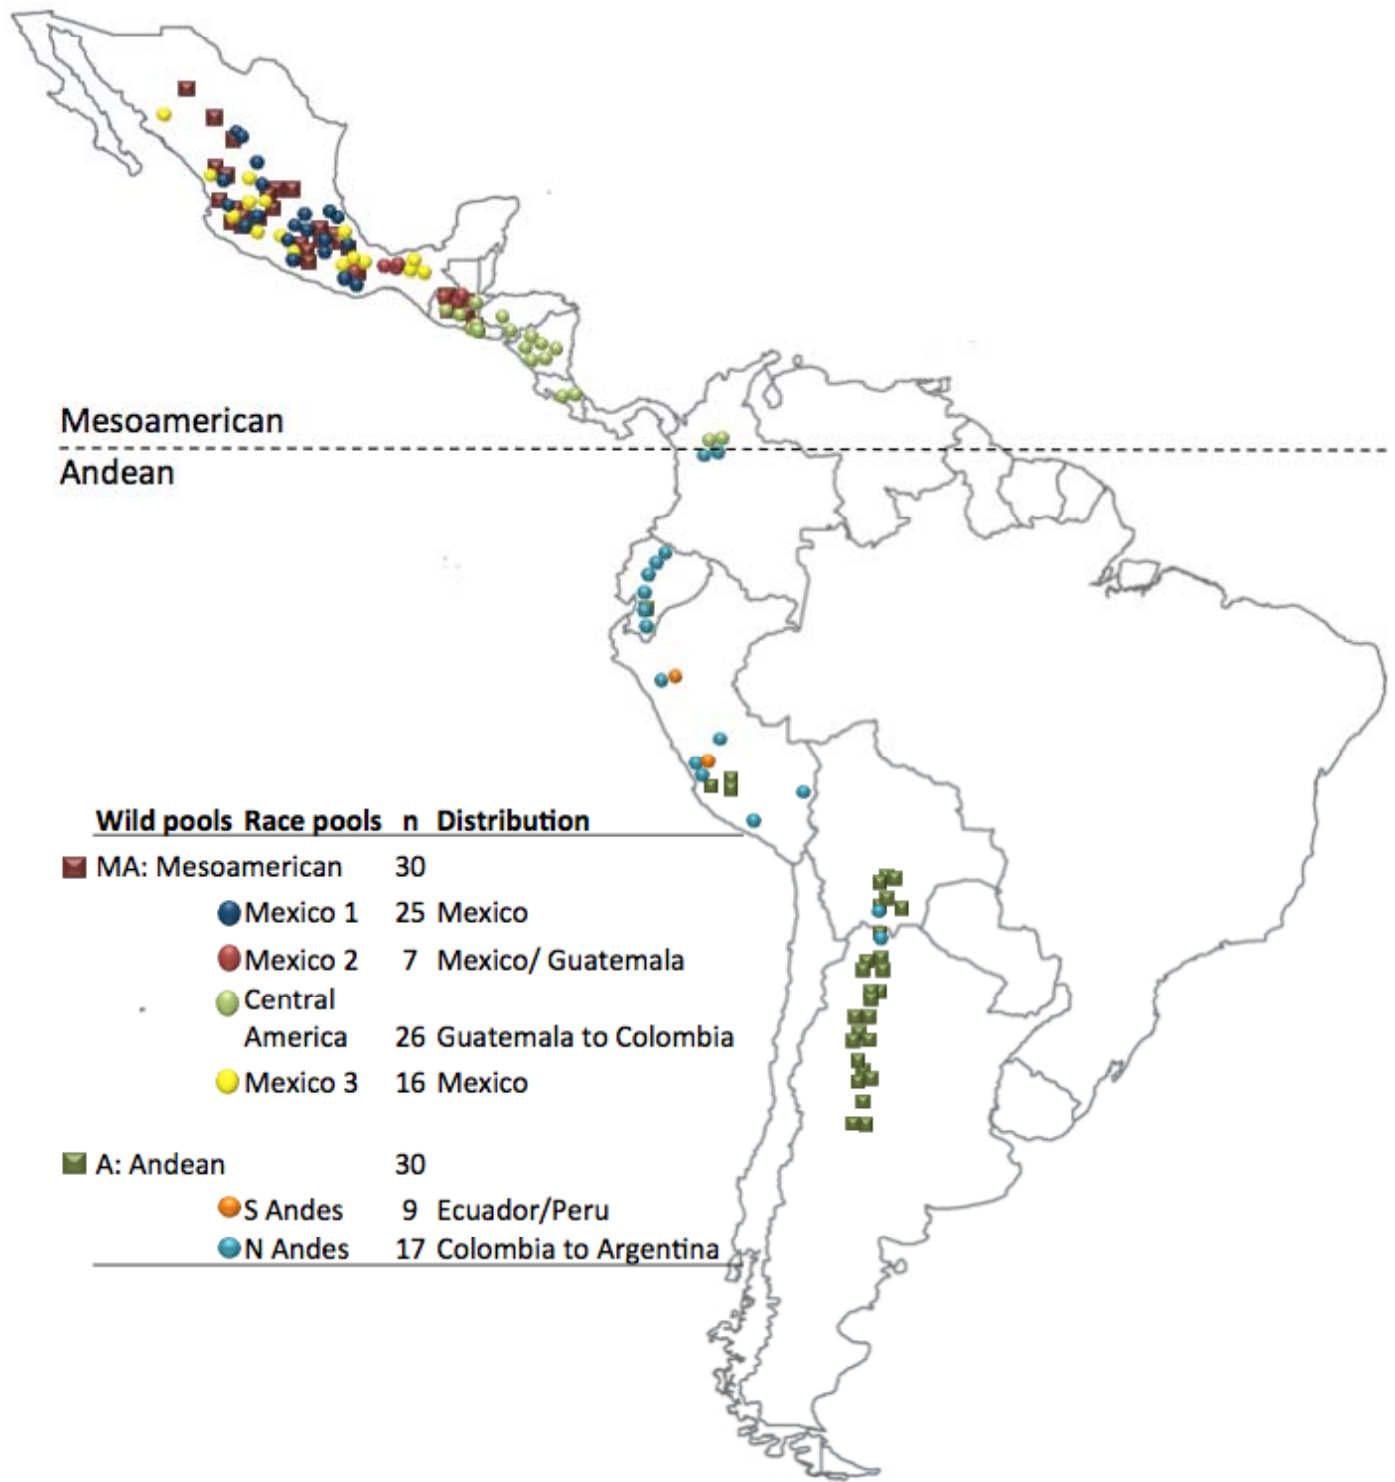 Mesoamerican
Andean
Wild pools Race pools n Distribution
MA: Mesoamerican 30
Mexico 1 25 Mexico
Mexico 2 7 Mexico/ Guatemala
Central
America 26 Guatemala to Colombia
Mexico 3 16 Mexico
A: Andean 30
S Andes 9 Ecuador/Peru
N Andes 17 Colombia to Argentina